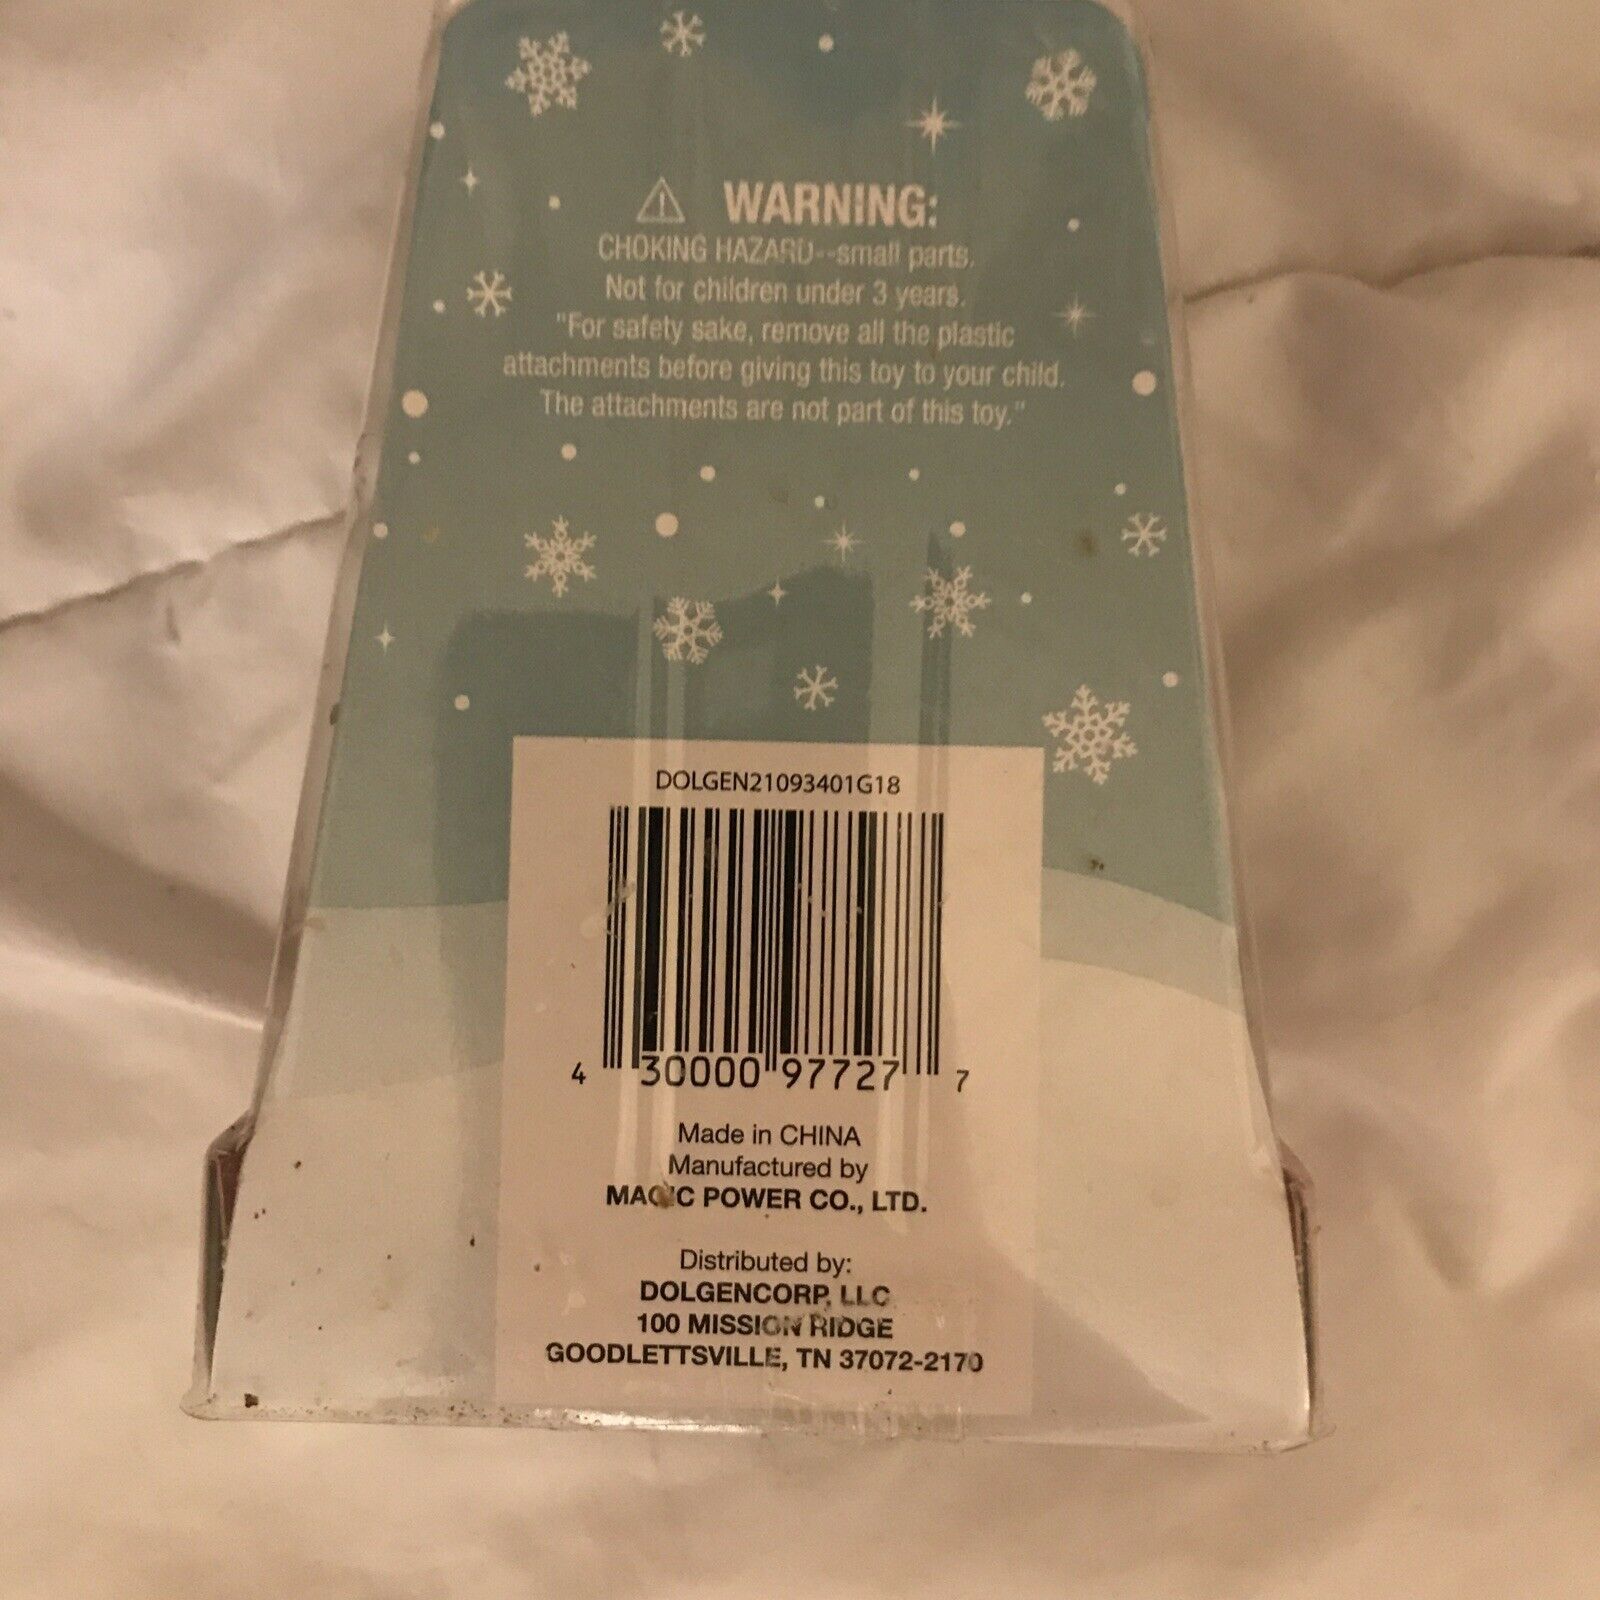 WARNING:
CHOKING HAZARD--small parts.
Not for children under 3 years.
"For safety sake, remove all the plastic
attachments before giving this toy to your child.
The attachments are not part of this toy."
DOLGEN21093401G18
4 30000 97727 7
Made in CHINA
Manufactured by
MAGIC POWER CO., LTD.
Distributed by:
DOLGENCORP, LLC
100 MISSION RIDGE
GOODLETTSVILLE, TN 37072-2170